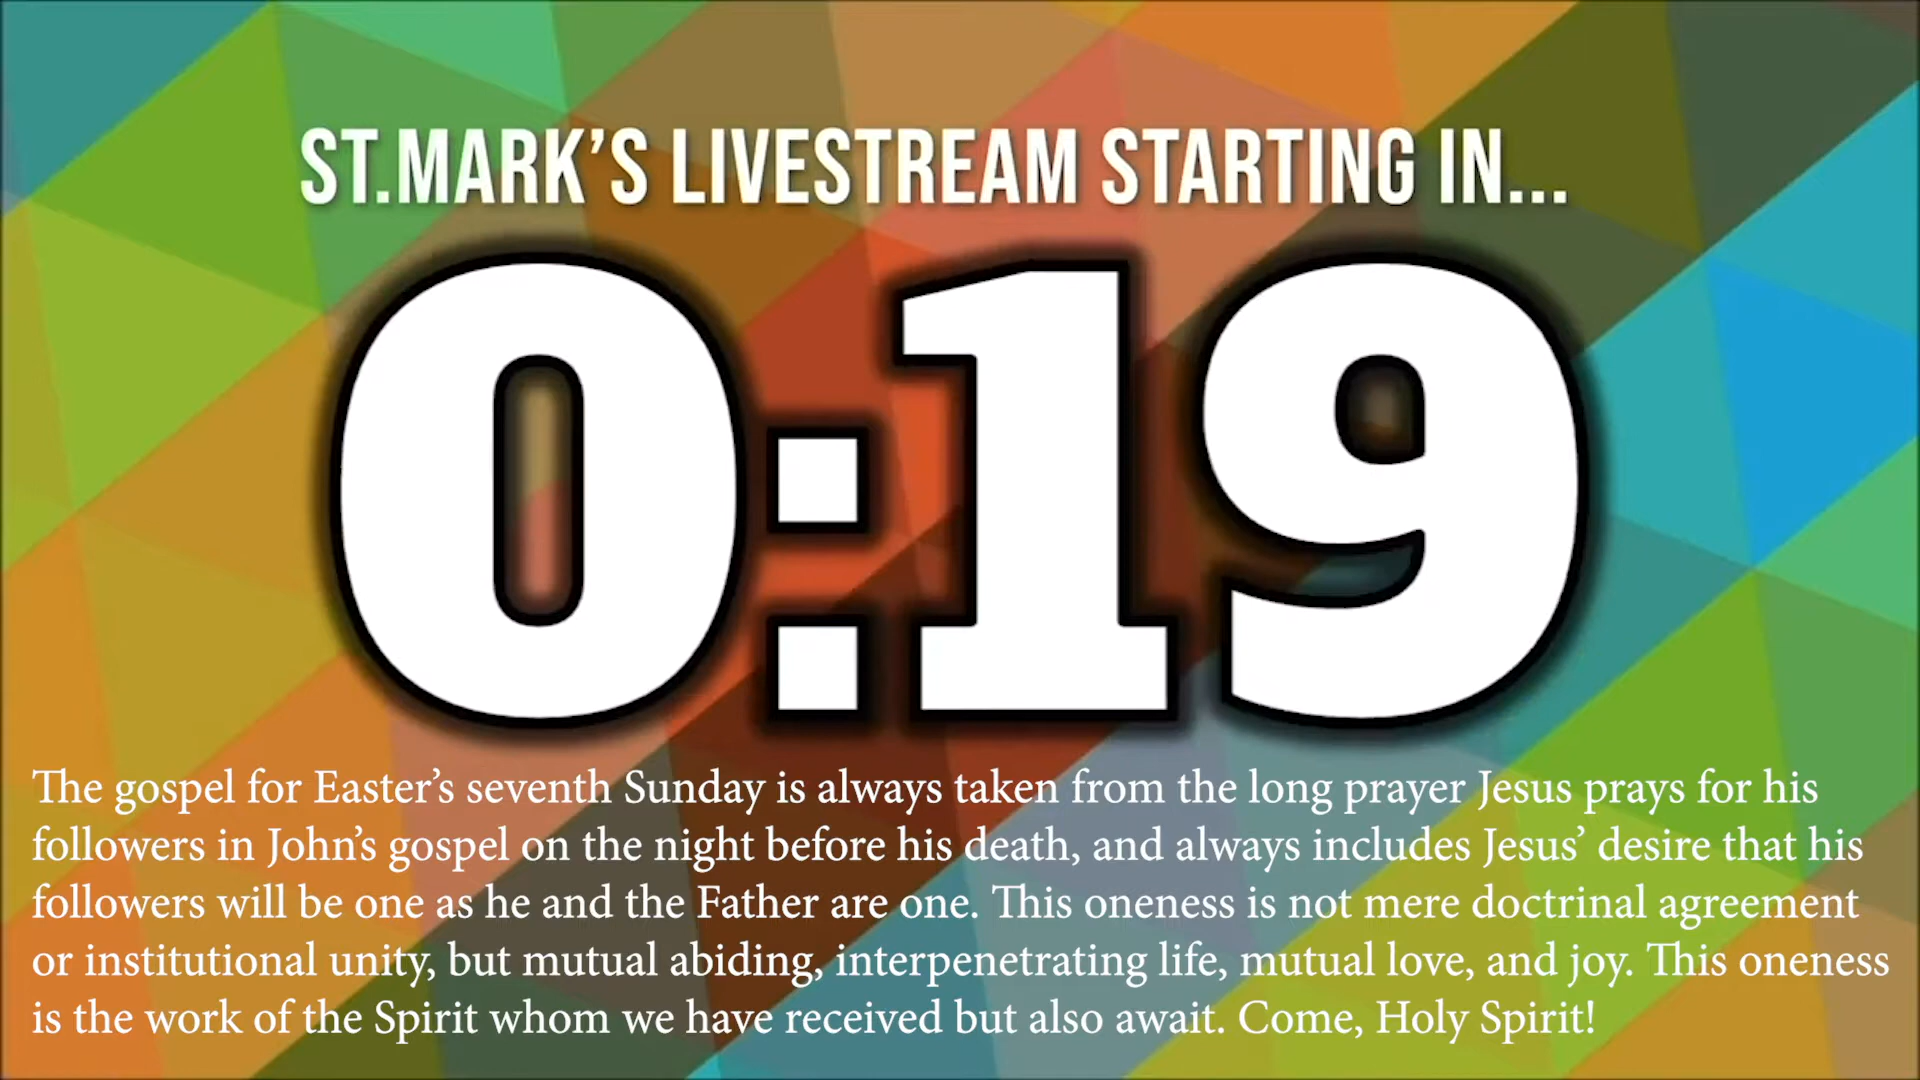 ST.MARK’S LIVESTREAM STARTING IN...
0:19
The gospel for Easter’s seventh Sunday is always taken from the long prayer Jesus prays for his
followers in John’s gospel on the night before his death, and always includes Jesus’ desire that his
followers will be one as he and the Father are one. This oneness is not mere doctrinal agreement
or institutional unity, but mutual abiding, interpenetrating life, mutual love, and joy. This oneness
is the work of the Spirit whom we have received but also await. Come, Holy Spirit!